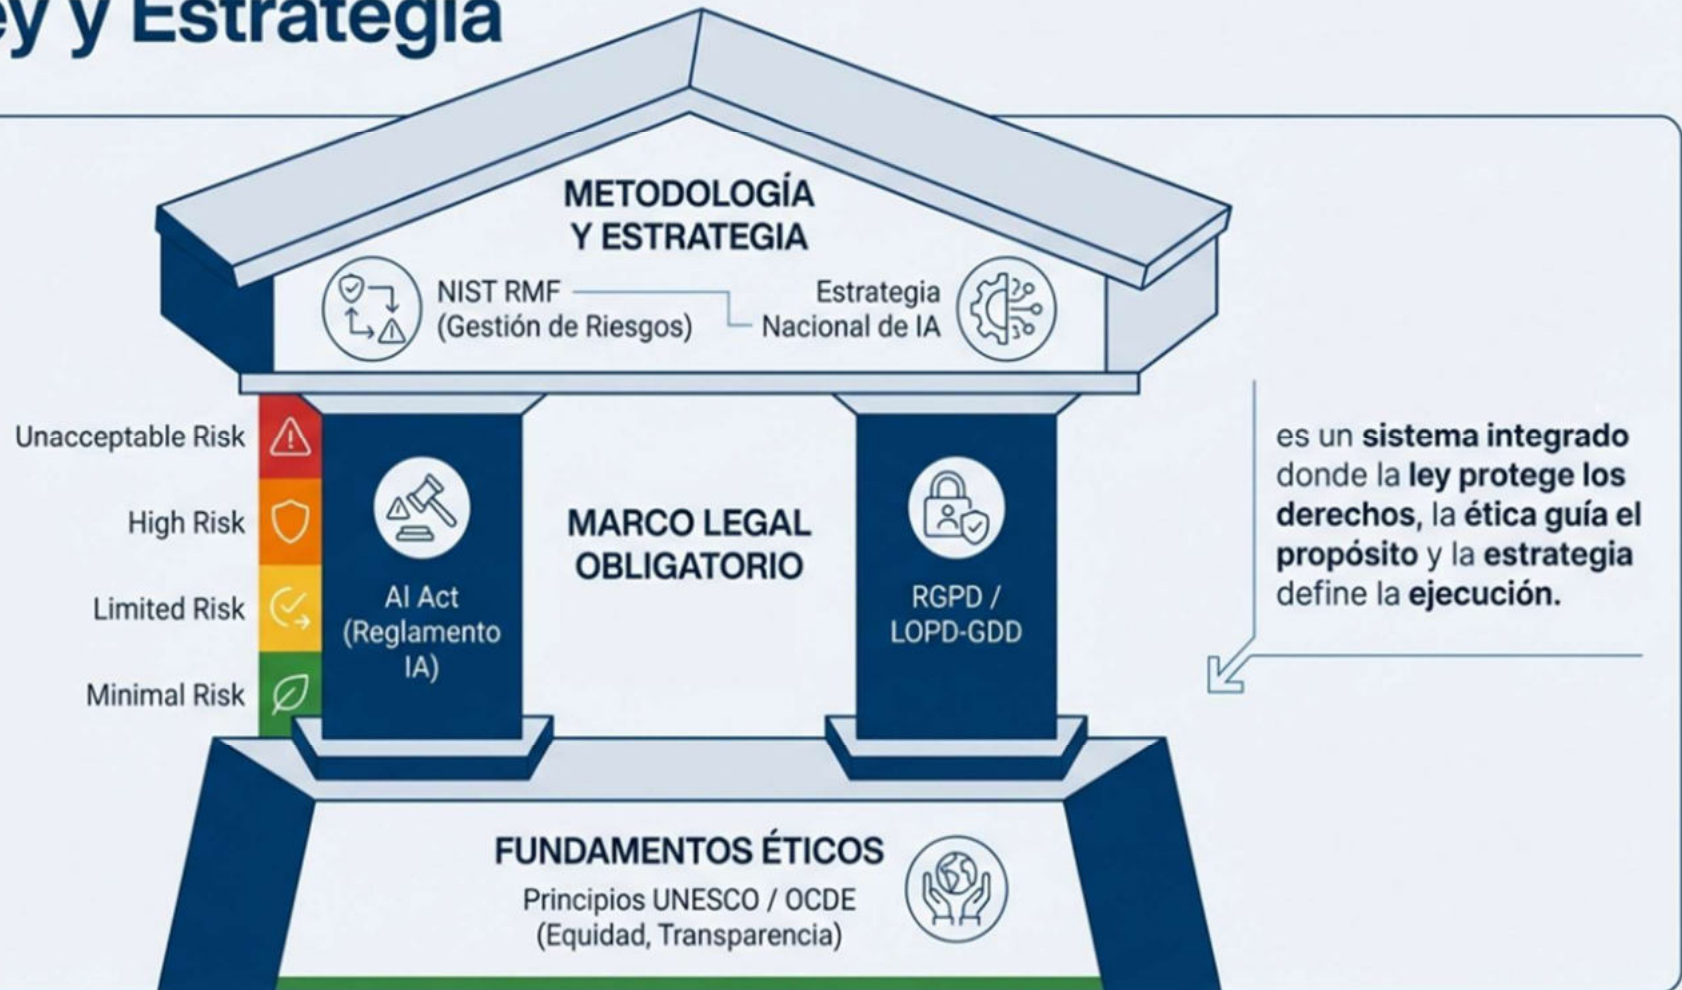 y y Estrategia
METODOLOGÍA
Y ESTRATEGIA
NIST RMF
(Gestión de Riesgos)
Estrategia
Nacional de IA
Unacceptable Risk
High Risk
Limited Risk
Minimal Risk
AI Act
(Reglamento
IA)
MARCO LEGAL
OBLIGATORIO
RGPD /
LOPD-GDD
es un sistema integrado
donde la ley protege los
derechos, la ética guía el
propósito y la estrategia
define la ejecución.
FUNDAMENTOS ÉTICOS
Principios UNESCO / OCDE
(Equidad, Transparencia)